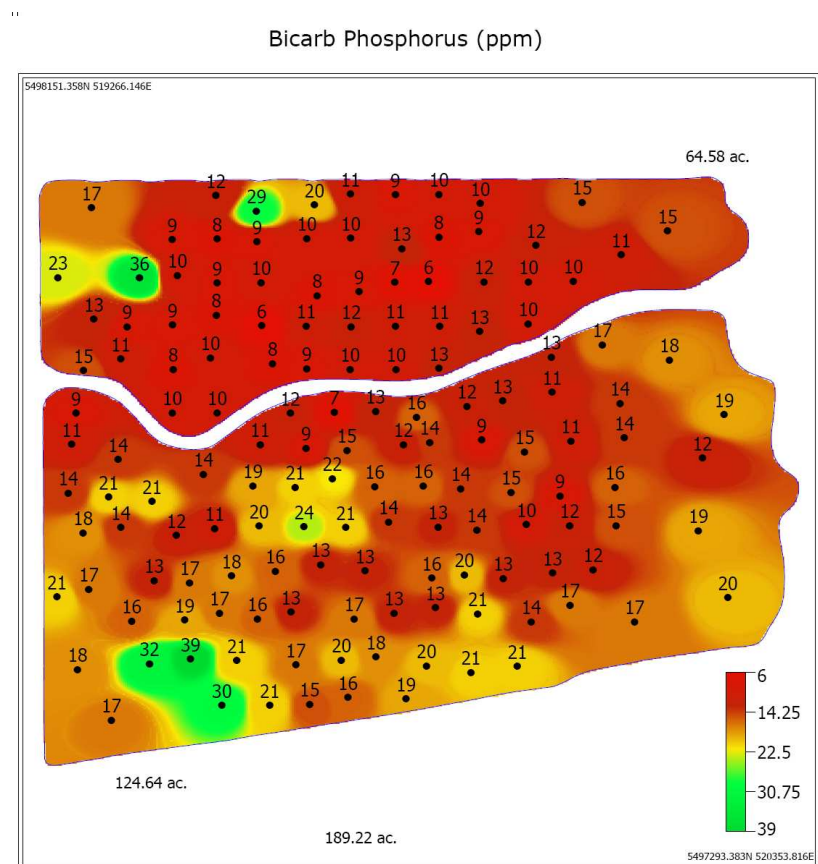 Bicarb Phosphorus (ppm)
5498151.358N 519266.146E
64.58 ac.
17 12 29 20 11 9 10 10 15
9 8 9 10 10 13 8 9 12 15
23 36 10 9 10 8 9 7 6 12 10 10 11
13 9 9 8 6 11 12 11 11 13 10
15 11 8 10 8 9 10 10 13 13 17 18
9 10 10 12 7 13 16 12 13 11 14 19
11 14 11 9 15 12 14 9 15 11 14 12
14 21 21 14 19 21 22 16 16 14 15 9 16
18 14 12 11 20 24 21 14 13 14 10 12 15 19
21 17 13 17 18 16 13 13 16 20 13 13 12 20
16 19 17 16 13 17 13 13 21 14 17 17
18 32 39 21 17 20 18 20 21 21
17 30 21 15 16 19
6
14.25
22.5
30.75
39
124.64 ac.
189.22 ac.
5497293.383N 520353.816E